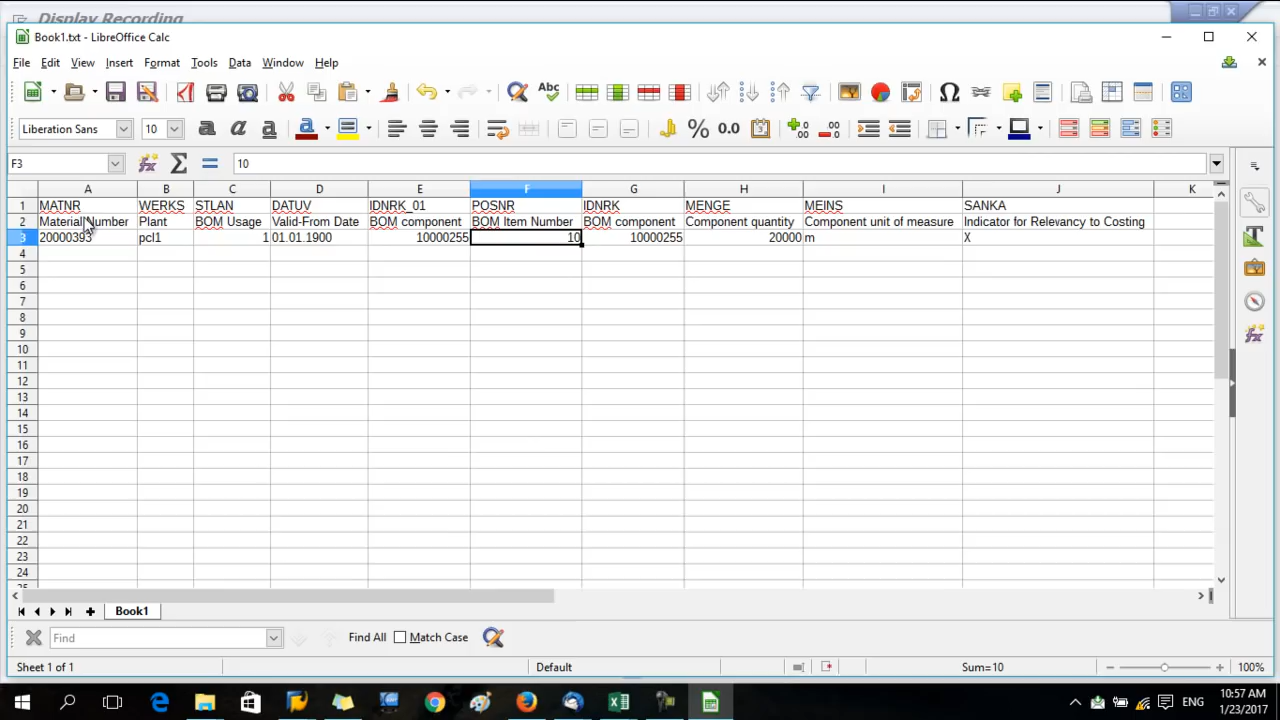 Display Recording
Book1.txt - LibreOffice Calc
File Edit View Insert Format Tools Data Window Help
Abc
Liberation Sans 10 a a a a % 0.0
F3 fx Σ = 10
A B C D E F G H I J K
1 MATNR WERKS STLAN DATUV IDNRK_01 POSNR IDNRK MENGE MEINS SANKA
2 Material Number Plant BOM Usage Valid-From Date BOM component BOM Item Number BOM component Component quantity Component unit of measure Indicator for Relevancy to Costing
3 20000393 pcl1 1 01.01.1900 10000255 10 10000255 20000 m X
4
5
6
7
8
9
10
11
12
13
14
15
16
17
18
19
20
21
22
23
24
25
Book1
Find Find All Match Case
Sheet 1 of 1 Default Sum=10 100%
ENG 10:57 AM
1/23/2017